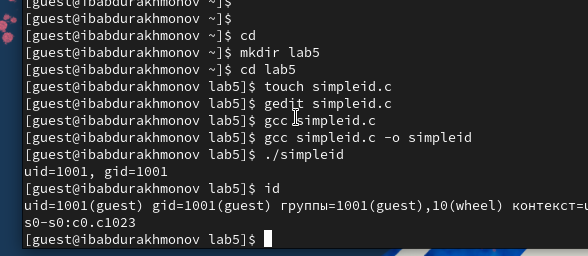 [guest@ibabdurakhmonov ~]$
[guest@ibabdurakhmonov ~]$
[guest@ibabdurakhmonov ~]$ cd
[guest@ibabdurakhmonov ~]$ mkdir lab5
[guest@ibabdurakhmonov ~]$ cd lab5
[guest@ibabdurakhmonov lab5]$ touch simpleid.c
[guest@ibabdurakhmonov lab5]$ gedit simpleid.c
[guest@ibabdurakhmonov lab5]$ gcc simpleid.c
[guest@ibabdurakhmonov lab5]$ gcc simpleid.c -o simpleid
[guest@ibabdurakhmonov lab5]$ ./simpleid
uid=1001, gid=1001
[guest@ibabdurakhmonov lab5]$ id
uid=1001(guest) gid=1001(guest) группы=1001(guest),10(wheel) контекст=u
s0-s0:c0.c1023
[guest@ibabdurakhmonov lab5]$